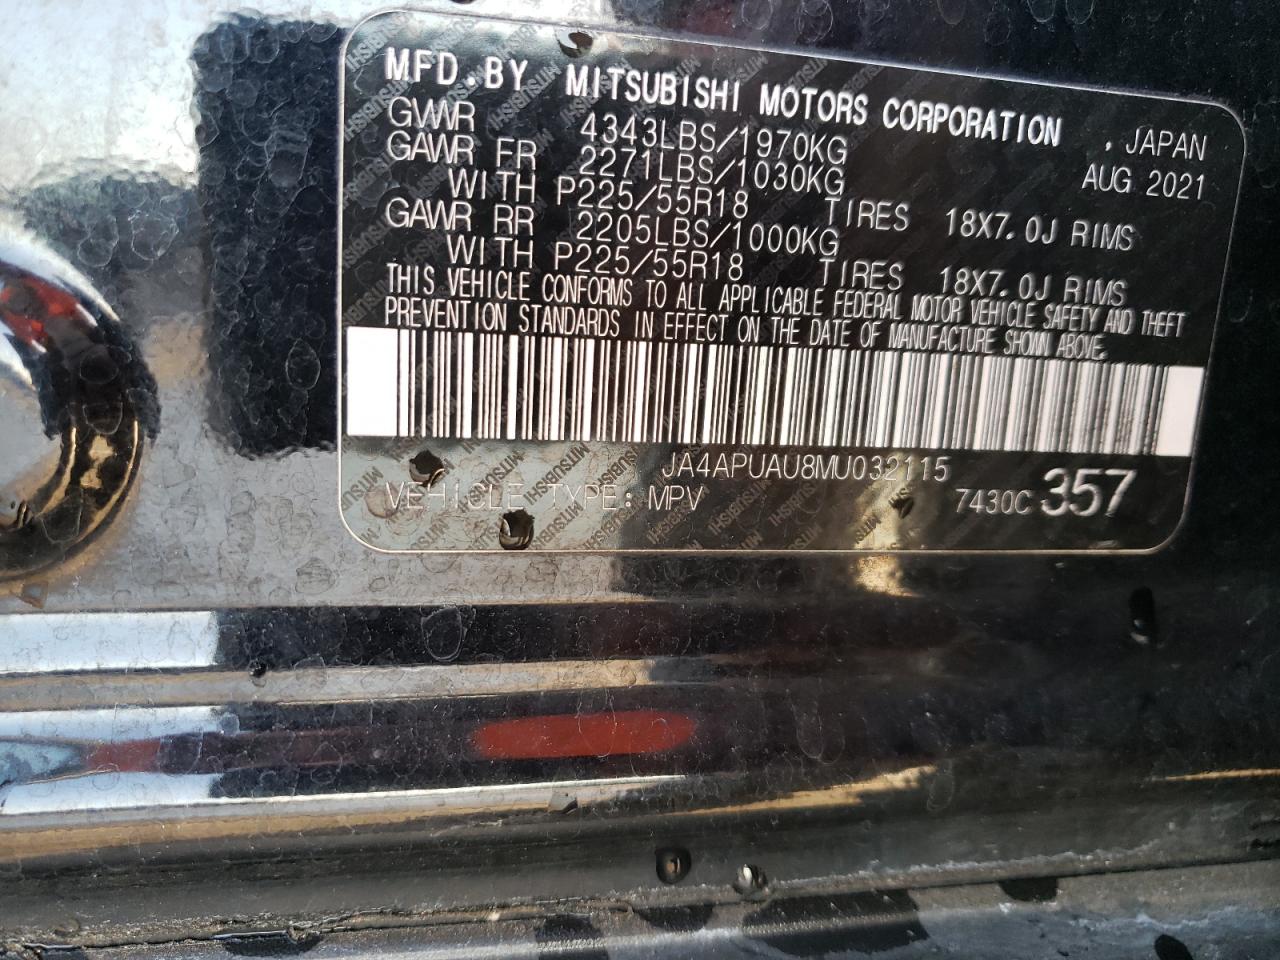 MFD.BY MITSUBISHI MOTORS CORPORATION , JAPAN
GVWR 4343LBS/1970KG AUG 2021
GAWR FR 2271LBS/1030KG
WITH P225/55R18 TIRES 18X7.0J RIMS
GAWR RR 2205LBS/1000KG
WITH P225/55R18 TIRES 18X7.0J RIMS
THIS VEHICLE CONFORMS TO ALL APPLICABLE FEDERAL MOTOR VEHICLE SAFETY AND THEFT
PREVENTION STANDARDS IN EFFECT ON THE DATE OF MANUFACTURE SHOWN ABOVE.
JA4APUAU8MU032115
VEHICLE TYPE: MPV 7430C 357